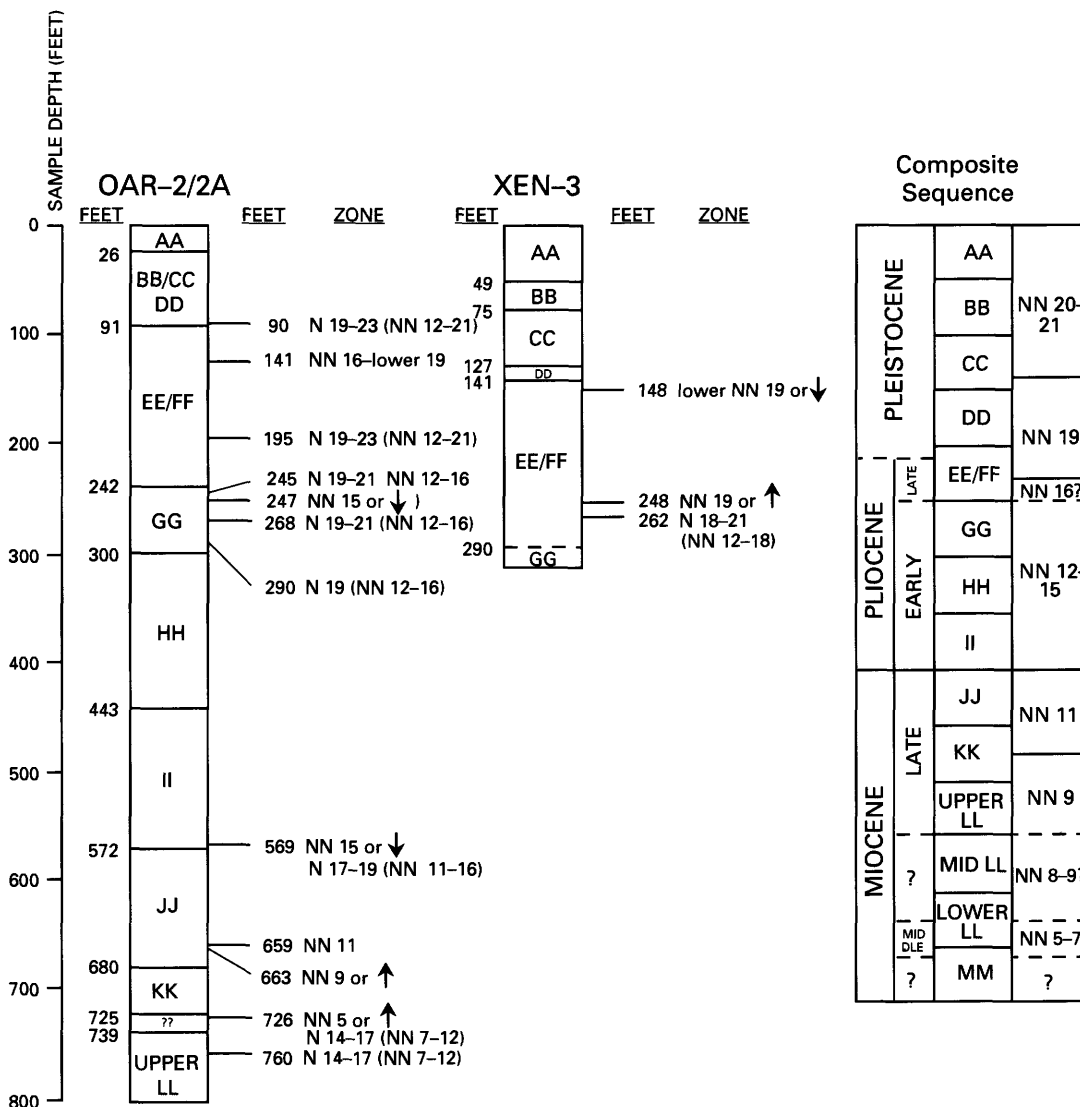 SAMPLE DEPTH (FEET)
0
100
200
300
400
500
600
700
800
OAR–2/2A
FEET
FEET ZONE
AA
26
BB/CC
DD
91
90 N 19–23 (NN 12–21)
141 NN 16–lower 19
EE/FF
195 N 19–23 (NN 12–21)
242
245 N 19–21 NN 12–16
247 NN 15 or ↓ )
GG
268 N 19–21 (NN 12–16)
300
290 N 19 (NN 12–16)
HH
443
II
572
569 NN 15 or ↓
N 17–19 (NN 11–16)
JJ
659 NN 11
680
663 NN 9 or ↑
KK
725
??
726 NN 5 or ↑
739
N 14–17 (NN 7–12)
760 N 14–17 (NN 7–12)
UPPER
LL
XEN–3
FEET
FEET ZONE
AA
49
BB
75
CC
127
DD
141
148 lower NN 19 or ↓
EE/FF
248 NN 19 or ↑
262 N 18–21
(NN 12–18)
290
GG
Composite
Sequence
PLEISTOCENE
AA
BB
NN 20–
21
CC
DD
NN 19
PLIOCENE
LATE
EE/FF
NN 16?
EARLY
GG
HH
NN 12–
15
II
MIOCENE
LATE
JJ
NN 11
KK
UPPER
LL
NN 9
?
MID LL
NN 8–9?
LOWER
LL
MID
DLE
NN 5–7
?
MM
?